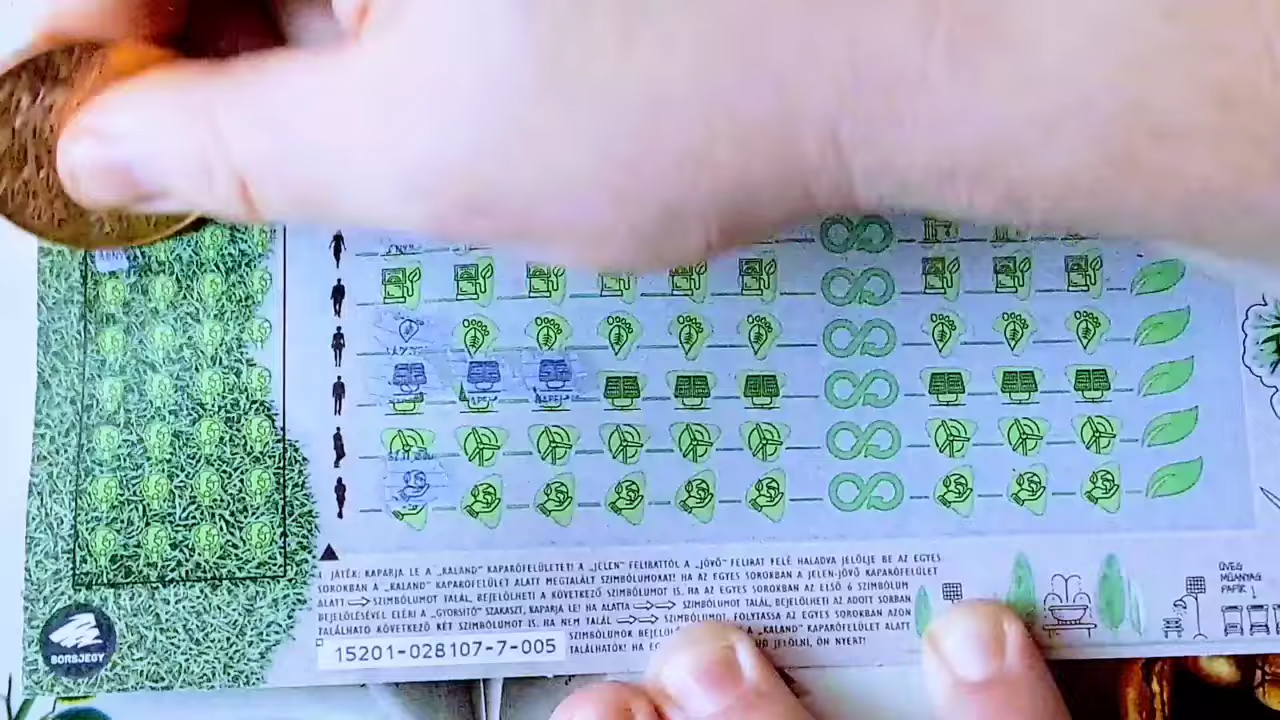 A JÁTÉK: KAPARJA LE A „KALAND” KAPARÓFELÜLETET! A „JELEN” FELIRATTÓL A „JÖVŐ” FELIRAT FELÉ HALADVA JELÖLJE BE AZ EGYES
SOROKBAN A „KALAND” KAPARÓFELÜLET ALATT MEGTALÁLT SZIMBÓLUMOKAT! HA AZ EGYES SOROKBAN A JELEN-JÖVŐ KAPARÓFELÜLET
ALATT ⇨ SZIMBÓLUMOT TALÁL, BEJELÖLHETI A KÖVETKEZŐ SZIMBÓLUMOT IS. HA AZ EGYES SOROKBAN AZ ELSŐ 6 SZIMBÓLUM
BEJELÖLÉSÉVEL ELÉRI A „GYORSÍTÓ” SZAKASZT, KAPARJA LE! HA ALATTA ⇨⇨ SZIMBÓLUMOT TALÁL, BEJELÖLHETI AZ ADOTT SORBAN
TALÁLHATÓ KÖVETKEZŐ KÉT SZIMBÓLUMOT IS. HA NEM TALÁL ⇨⇨ SZIMBÓLUMOT, FOLYTASSA AZ EGYES SOROKBAN AZON
SZIMBÓLUMOK A „KALAND” KAPARÓFELÜLET ALATT
TALÁLHATÓK! HA JELÖLNI, ÖN NYERT!
15201-028107-7-005
SORSJEGY
ÜVEG
MŰANYAG
PAPÍR